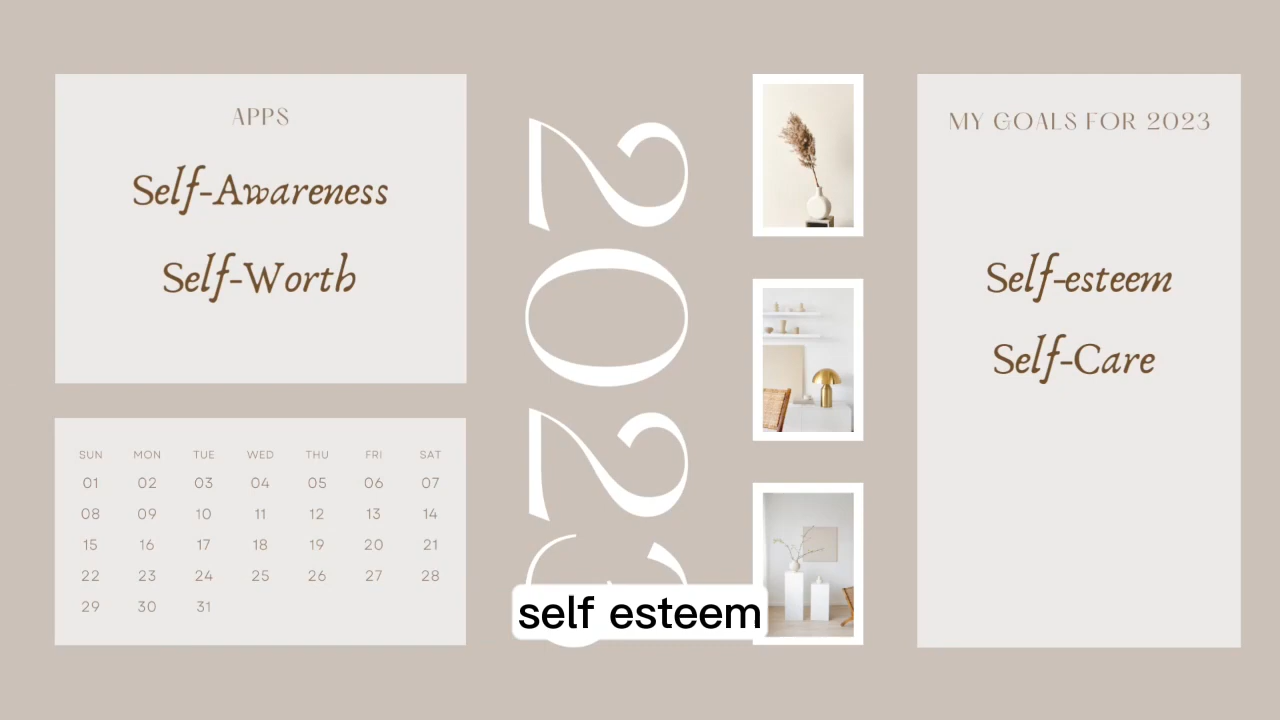 APPS
Self-Awareness
Self-Worth
SUN MON TUE WED THU FRI SAT
01 02 03 04 05 06 07
08 09 10 11 12 13 14
15 16 17 18 19 20 21
22 23 24 25 26 27 28
29 30 31
2023
MY GOALS FOR 2023
Self-esteem
Self-Care
self esteem